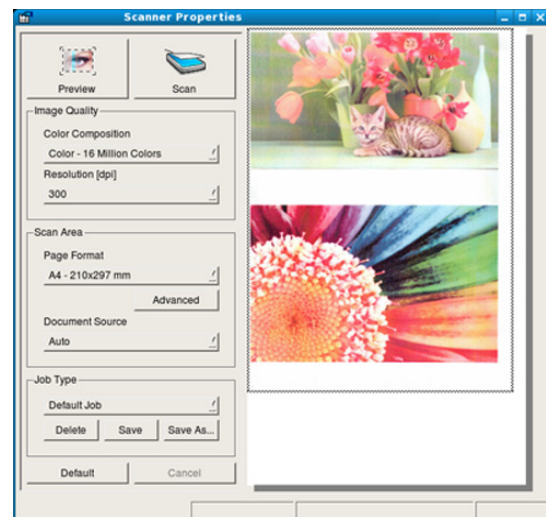 Scanner Properties
Preview
Scan
Image Quality
Color Composition
Color - 16 Million Colors
Resolution [dpi]
300
Scan Area
Page Format
A4 - 210x297 mm
Advanced
Document Source
Auto
Job Type
Default Job
Delete
Save
Save As...
Default
Cancel